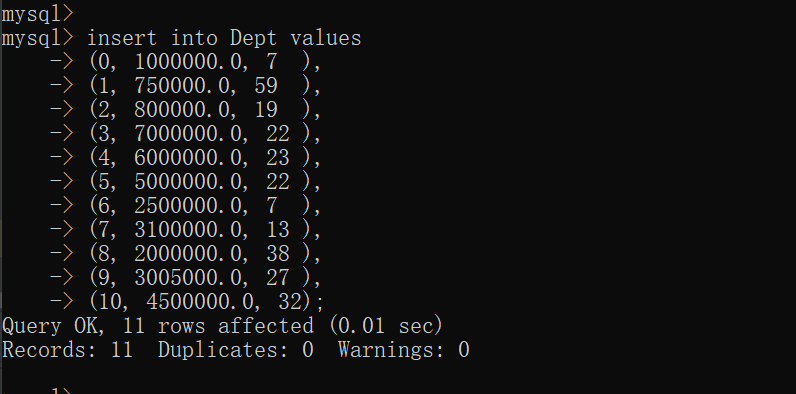 mysql>
mysql> insert into Dept values
    -> (0, 1000000.0, 7  ),
    -> (1, 750000.0, 59  ),
    -> (2, 800000.0, 19  ),
    -> (3, 7000000.0, 22 ),
    -> (4, 6000000.0, 23 ),
    -> (5, 5000000.0, 22 ),
    -> (6, 2500000.0, 7  ),
    -> (7, 3100000.0, 13 ),
    -> (8, 2000000.0, 38 ),
    -> (9, 3005000.0, 27 ),
    -> (10, 4500000.0, 32);
Query OK, 11 rows affected (0.01 sec)
Records: 11  Duplicates: 0  Warnings: 0